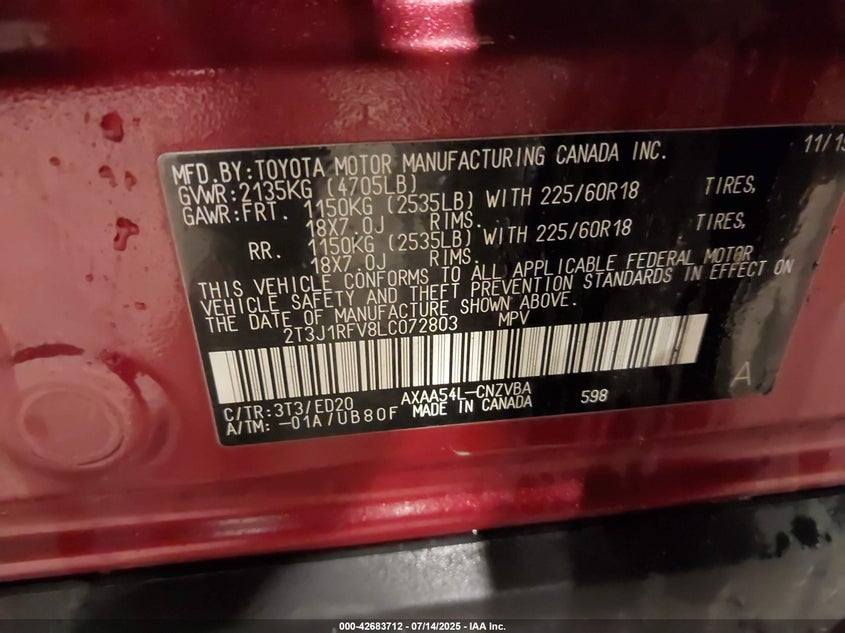 MFD.BY:TOYOTA MOTOR MANUFACTURING CANADA INC. 11/19
GVWR:2135KG (4705LB)
GAWR:FRT. 1150KG (2535LB) WITH 225/60R18 TIRES,
18X7.0J RIMS.
RR. 1150KG (2535LB) WITH 225/60R18 TIRES,
18X7.0J RIMS.
THIS VEHICLE CONFORMS TO ALL APPLICABLE FEDERAL MOTOR
VEHICLE SAFETY AND THEFT PREVENTION STANDARDS IN EFFECT ON
THE DATE OF MANUFACTURE SHOWN ABOVE.
2T3J1RFV8LC072803 MPV
A
C/TR:3T3/ED20 AXAA54L-CNZVBA 598
A/TM: -01A/UB80F MADE IN CANADA
000-42683712 - 07/14/2025 - IAA Inc.